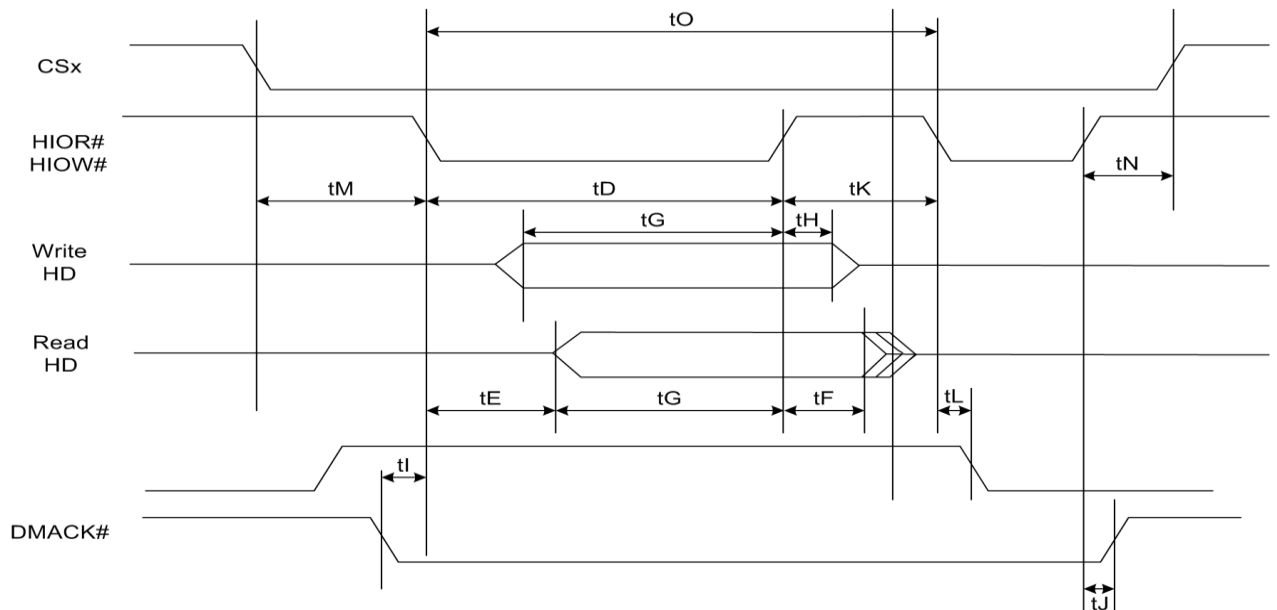 tO
CSx
HIOR#
HIOW#
tN
tM
tD
tK
tG
tH
Write
HD
Read
HD
tE
tG
tF
tL
tI
DMACK#
tJ